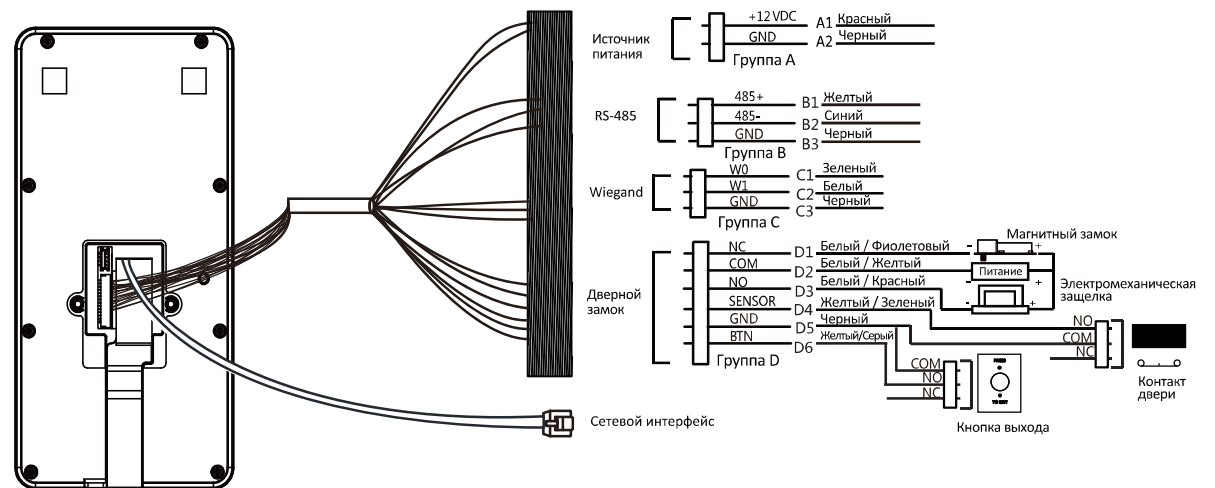 Источник
питания
+12 VDC A1 Красный
GND A2 Черный
Группа А
RS-485
485+ B1 Желтый
485- B2 Синий
GND B3 Черный
Группа В
Wiegand
W0 C1 Зеленый
W1 C2 Белый
GND C3 Черный
Группа С
Дверной
замок
NC D1 Белый / Фиолетовый
COM D2 Белый / Желтый
NO D3 Белый / Красный
SENSOR D4 Желтый / Зеленый
GND D5 Черный
BTN D6 Желтый/Серый
Группа D
Магнитный замок
- +
Питание
- +
Электромеханическая
защелка
- +
NO
COM
NC
Контакт
двери
COM
NO
NC
PRESS
TO EXIT
Кнопка выхода
Сетевой интерфейс